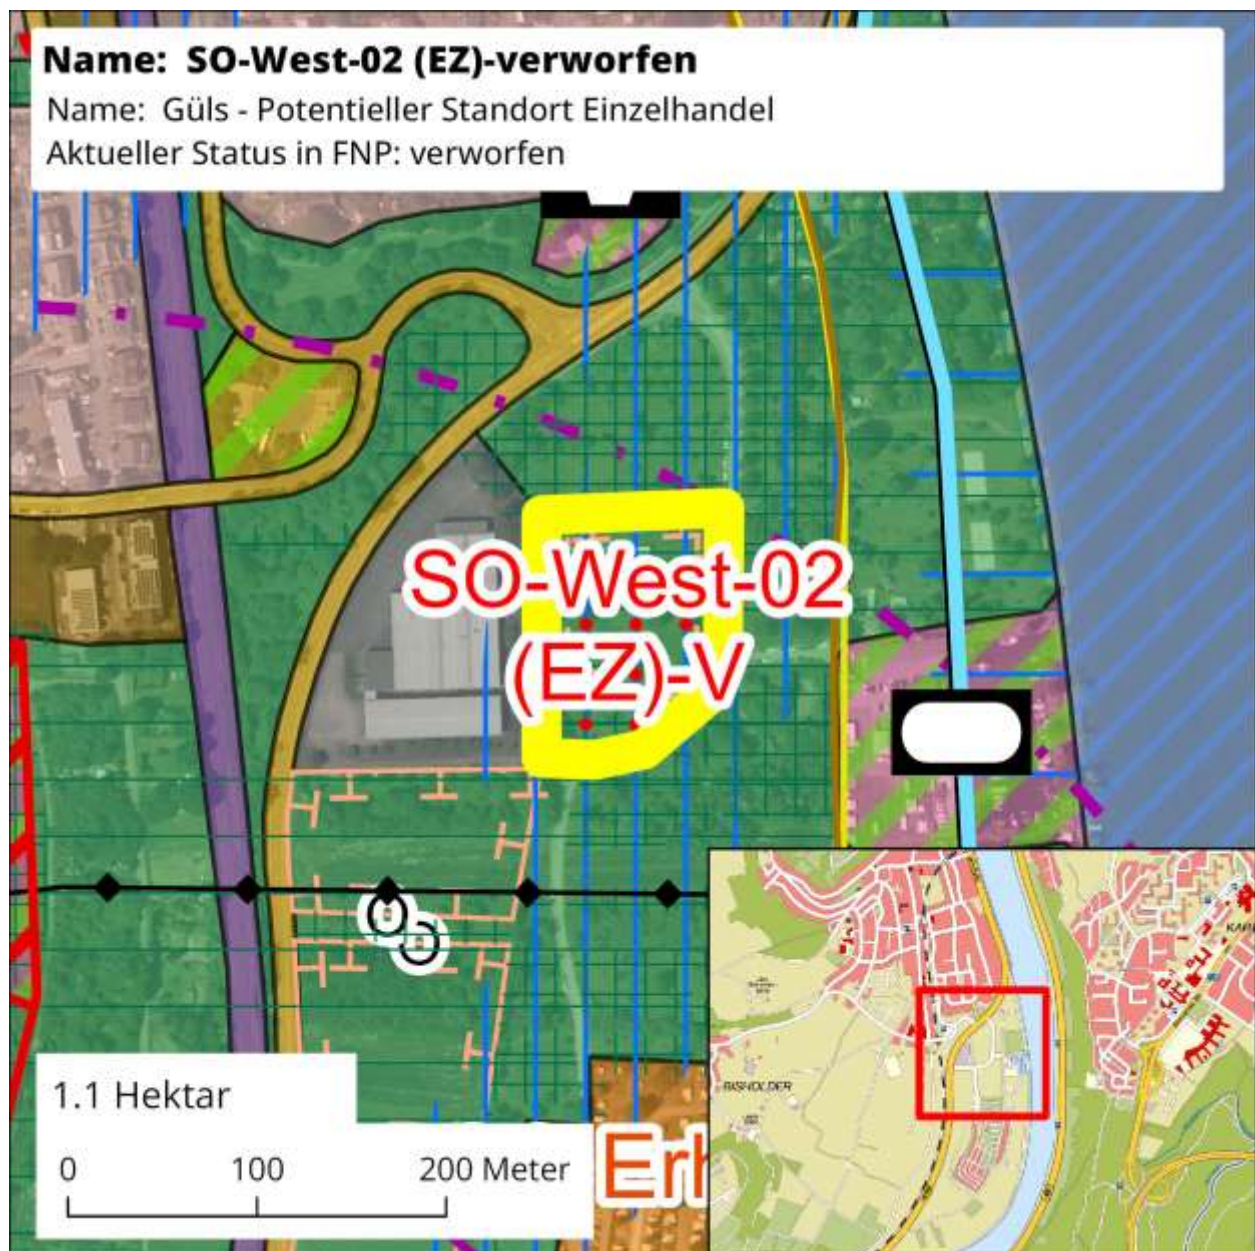 Name: SO-West-02 (EZ)-verworfen
Name: Güls - Potentieller Standort Einzelhandel
Aktueller Status in FNP: verworfen
SO-West-02
(EZ)-V
1.1 Hektar
0 100 200 Meter
Erh
BISHOLDER